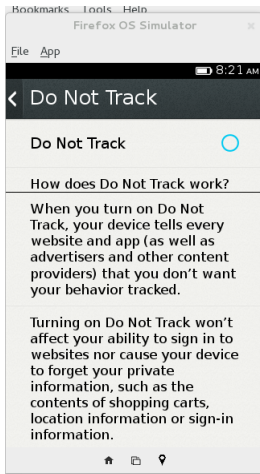 Bookmarks Tools Help
Firefox OS Simulator
File App
8:21 AM
Do Not Track
Do Not Track
How does Do Not Track work?
When you turn on Do Not
Track, your device tells every
website and app (as well as
advertisers and other content
providers) that you don't want
your behavior tracked.
Turning on Do Not Track won't
affect your ability to sign in to
websites nor cause your device
to forget your private
information, such as the
contents of shopping carts,
location information or sign-in
information.